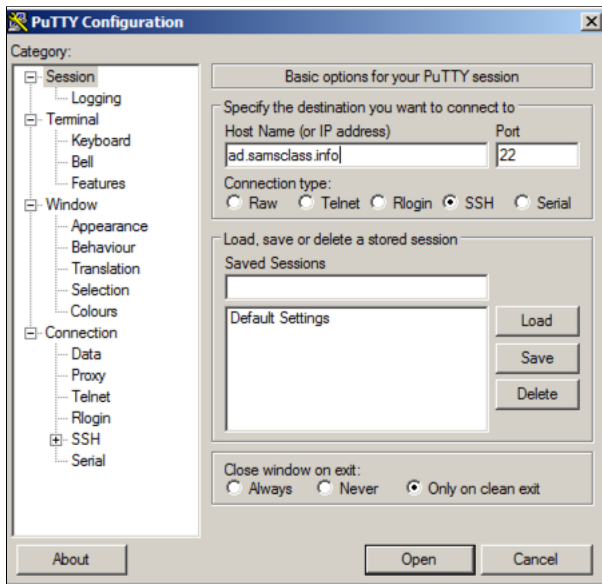 PuTTY Configuration
Category:
Session
Logging
Terminal
Keyboard
Bell
Features
Window
Appearance
Behaviour
Translation
Selection
Colours
Connection
Data
Proxy
Telnet
Rlogin
SSH
Serial
Basic options for your PuTTY session
Specify the destination you want to connect to
Host Name (or IP address) Port
ad.samsclass.info 22
Connection type:
Raw Telnet Rlogin SSH Serial
Load, save or delete a stored session
Saved Sessions
Default Settings
Load
Save
Delete
Close window on exit:
Always Never Only on clean exit
About Open Cancel